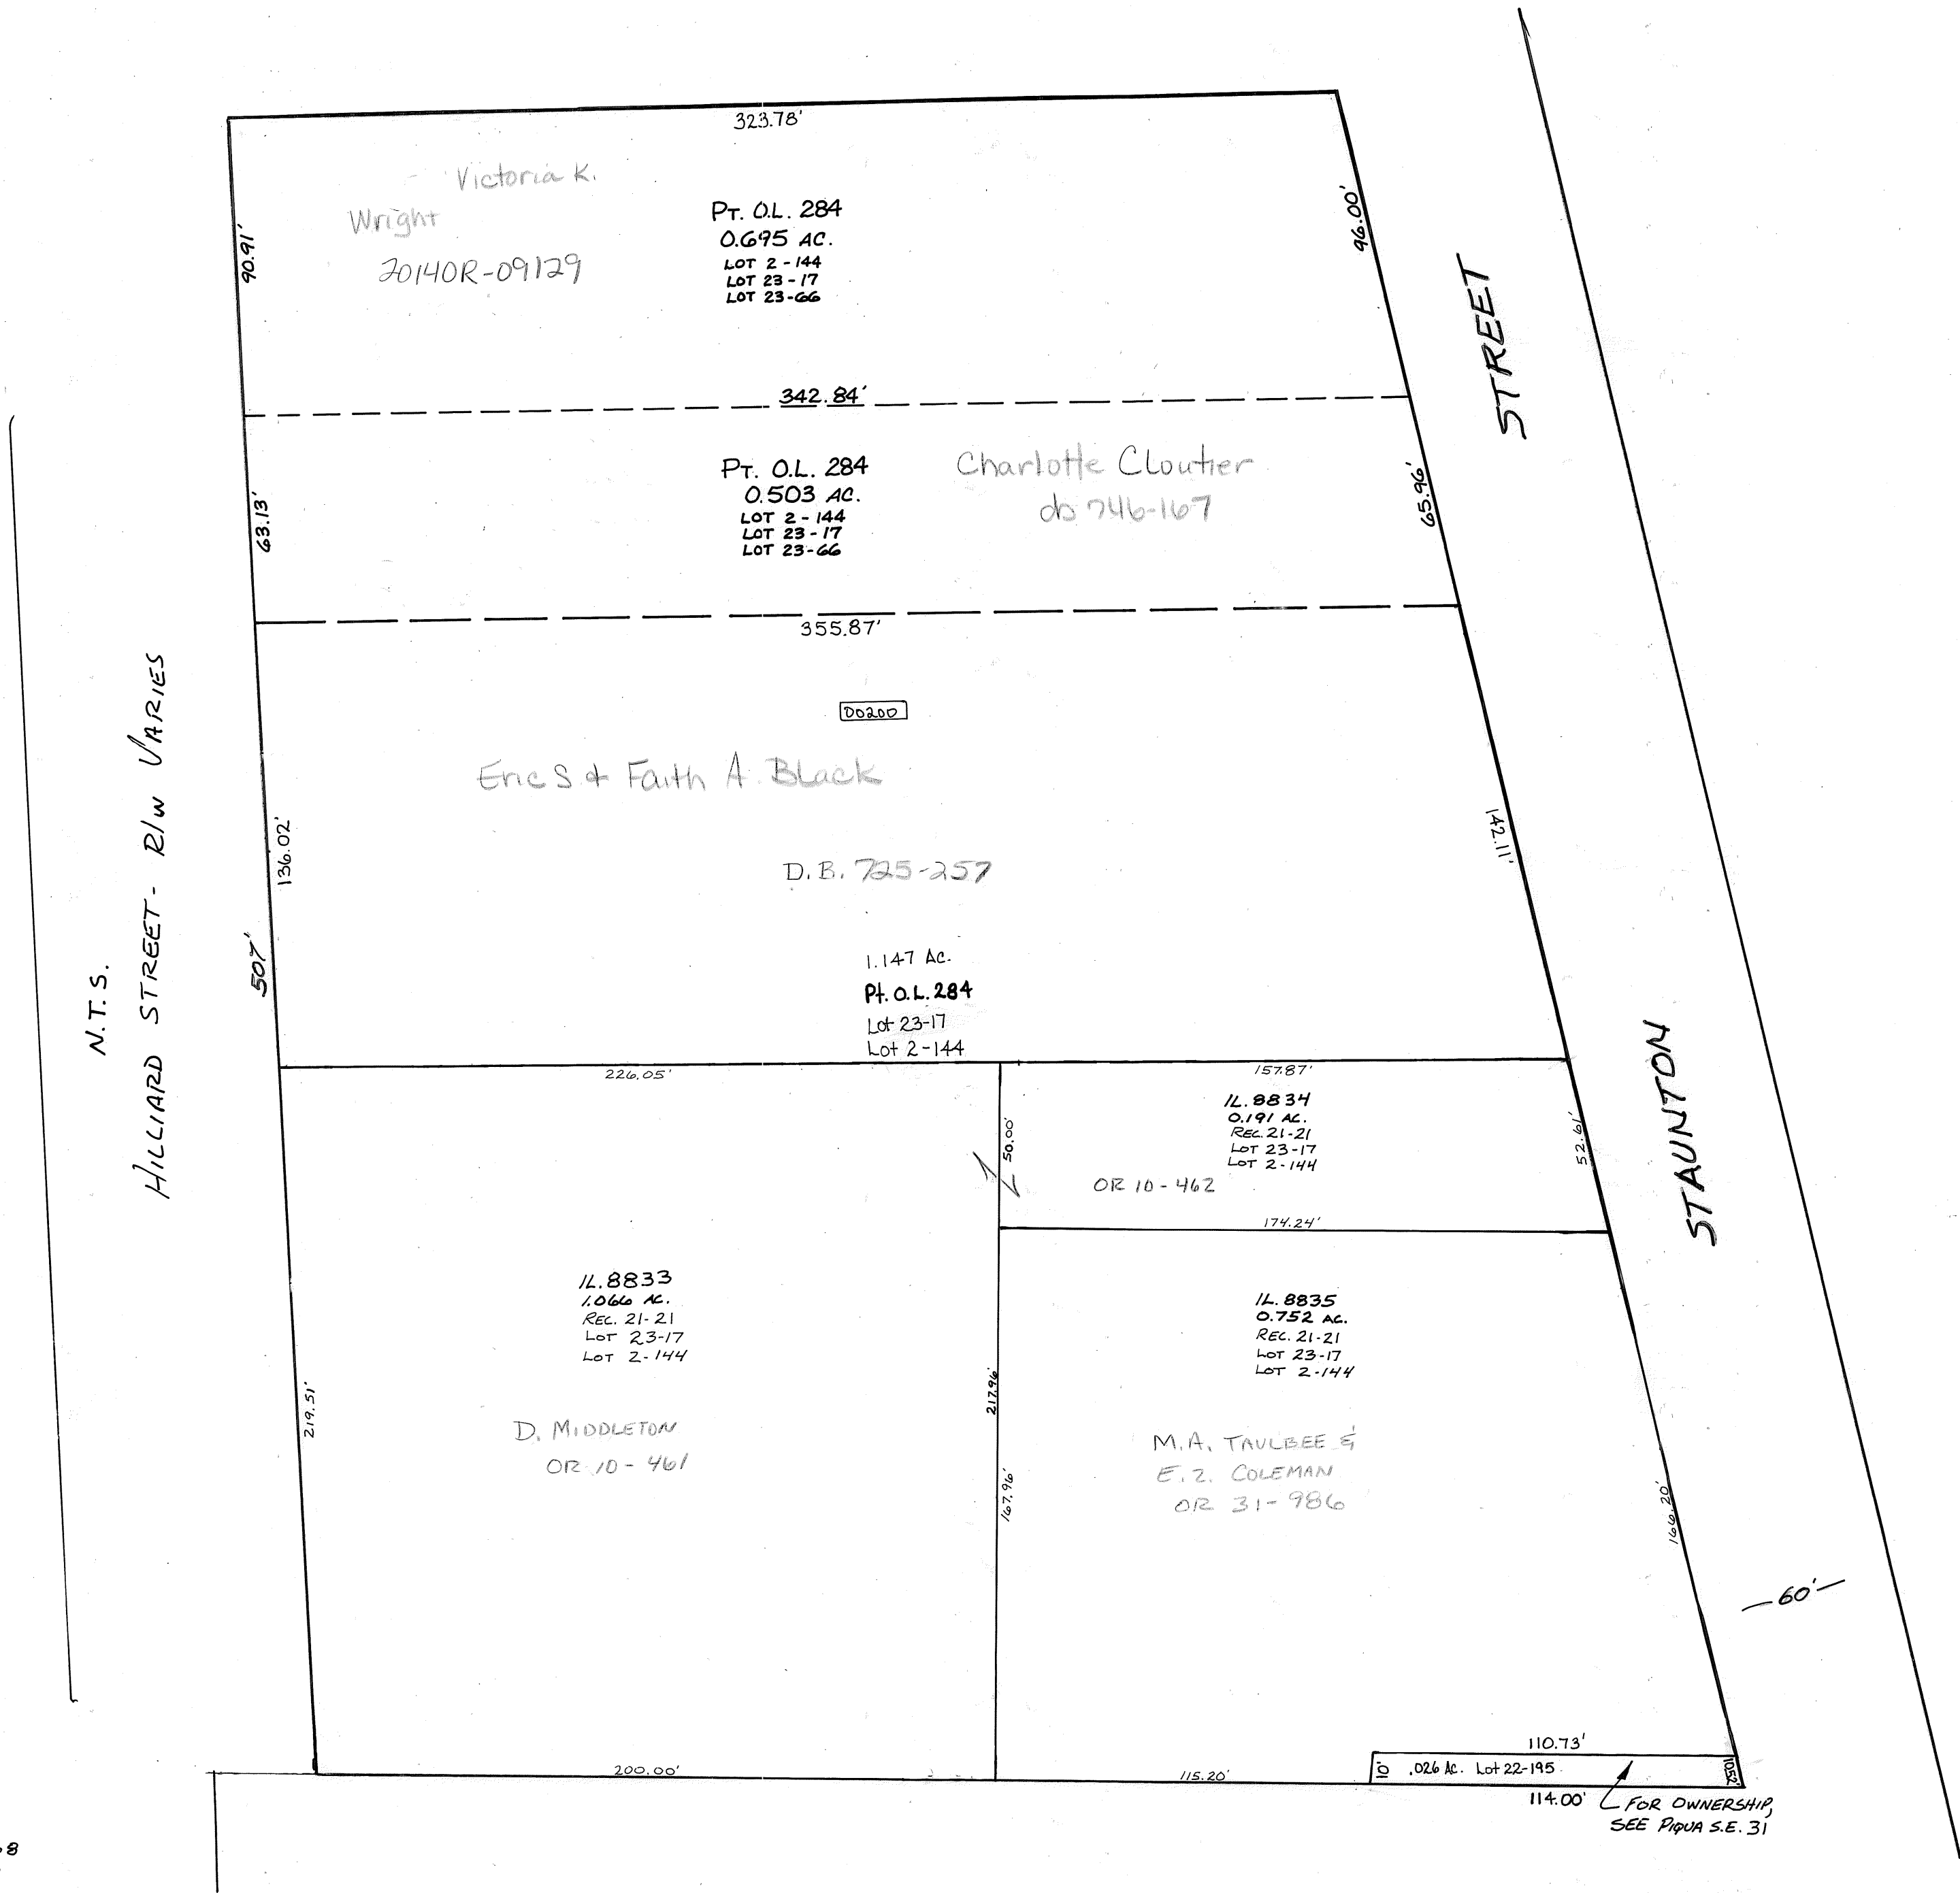 323.78'
Victoria K.
Wright
2014OR-09129
90.91'
PT. O.L. 284
0.695 AC.
LOT 2-144
LOT 23-17
LOT 23-66
96.00'
STREET
342.84'
63.13'
PT. O.L. 284
0.503 AC.
LOT 2-144
LOT 23-17
LOT 23-66
Charlotte Cloutier
db 746-167
65.96'
355.87'
D0200
Eric S & Faith A. Black
D.B. 725-257
136.02'
507'
142.11'
N.T.S.
HILLIARD STREET - R/W VARIES
1.147 AC.
Pt. O.L. 284
Lot 23-17
Lot 2-144
226.05'
157.87'
IL. 8834
0.191 AC.
REC. 21-21
LOT 23-17
LOT 2-144
OR 10-462
50.00'
52.61'
STAUNTON
174.24'
IL. 8833
1.066 AC.
REC. 21-21
LOT 23-17
LOT 2-144
D. MIDDLETON
OR 10-461
219.51'
217.96'
167.96'
IL. 8835
0.752 AC.
REC. 21-21
LOT 23-17
LOT 2-144
M.A. TAULBEE &
E.Z. COLEMAN
OR 31-986
166.20'
60'
110.73'
10'
.026 Ac. Lot 22-195
10.52'
200.00'
115.20'
114.00'
FOR OWNERSHIP,
SEE PIQUA S.E. 31
8